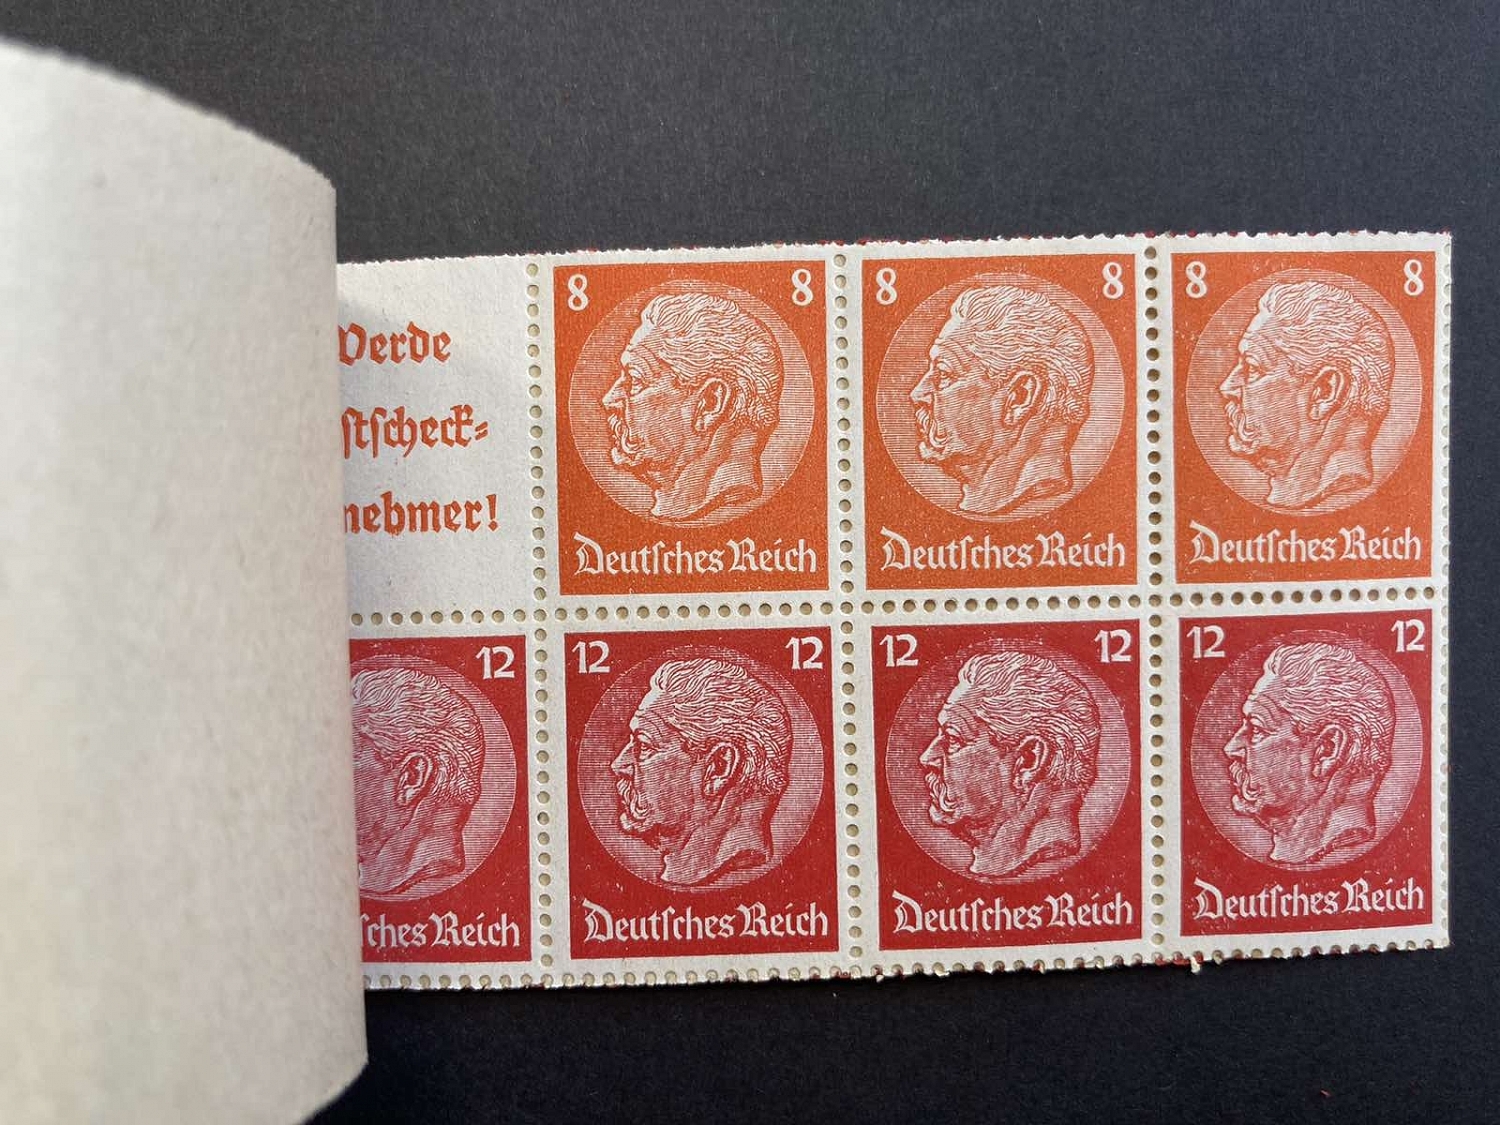 8 8 8 8 8 8
Werde
ſtſcheck-
nehmer!
Deutſches Reich Deutſches Reich Deutſches Reich
12 12 12 12 12 12 12
ſches Reich Deutſches Reich Deutſches Reich Deutſches Reich